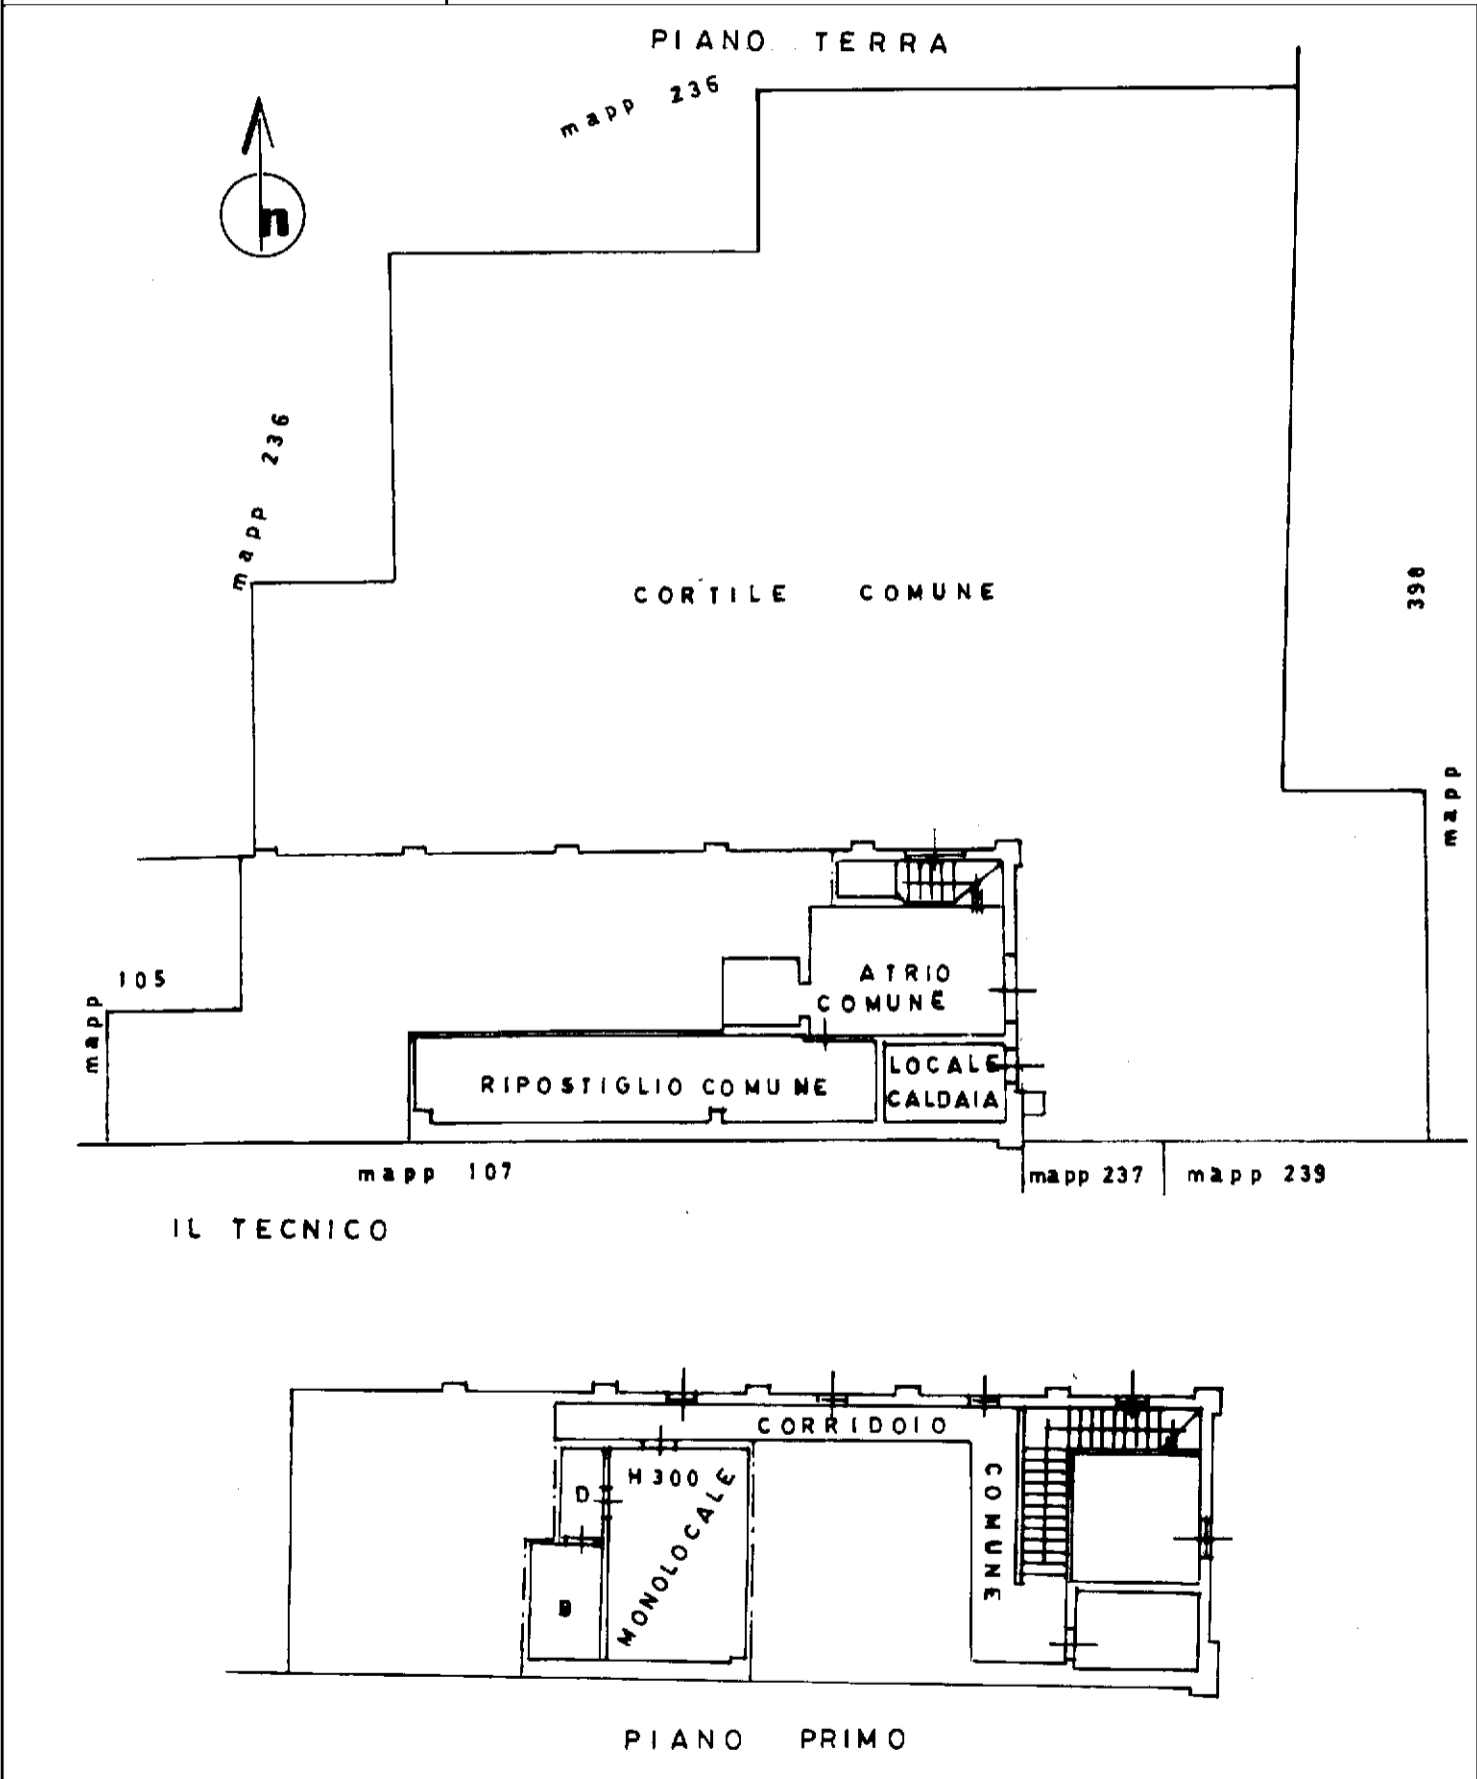 PIANO TERRA
mapp 236
n
mapp 236
CORTILE COMUNE
mapp 398
ATRIO
COMUNE
mapp 105
LOCALE
CALDAIA
RIPOSTIGLIO COMUNE
mapp 107
mapp 237
mapp 239
IL TECNICO
CORRIDOIO
COMUNE
H 300
D
MONOLOCALE
B
PIANO PRIMO